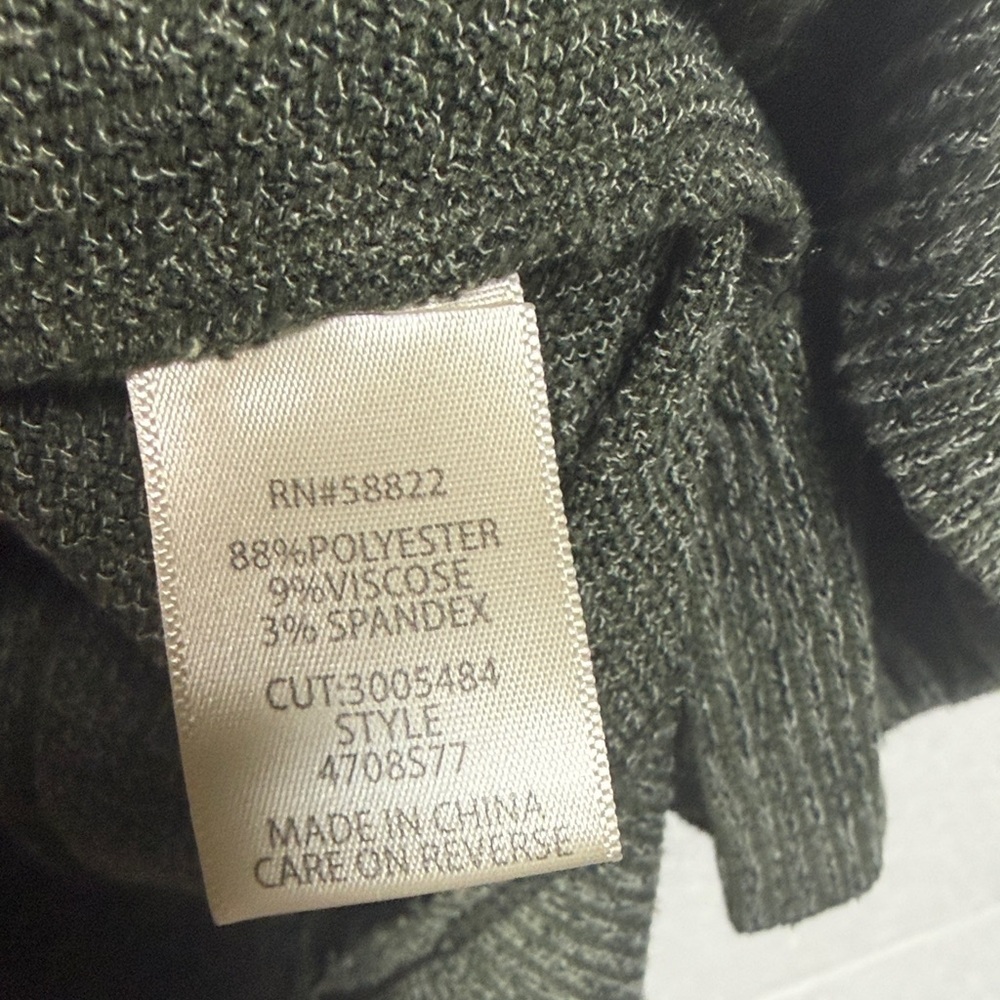 RN#58822
88%POLYESTER
9%VISCOSE
3% SPANDEX
CUT:3005484
STYLE
4708S77
MADE IN CHINA
CARE ON REVERSE